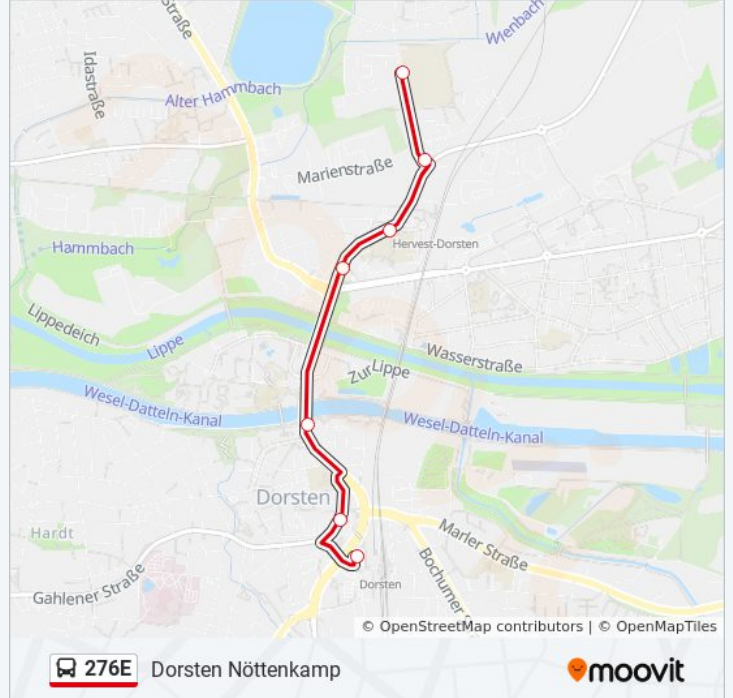 Straße
Wienbach
Idastraße
Alter Hammbach
Marienstraße
Hervest-Dorsten
Hammbach
Lippedeich
Lippe
Zur Lippe
Wasserstraße
Wesel-Datteln-Kanal
Wesel-Datteln-Kanal
Dorsten
Hardt
Marler Straße
Gahlener Straße
Dorsten
Bochumer S
© OpenStreetMap contributors | © OpenMapTiles
276E Dorsten Nöttenkamp
moovit